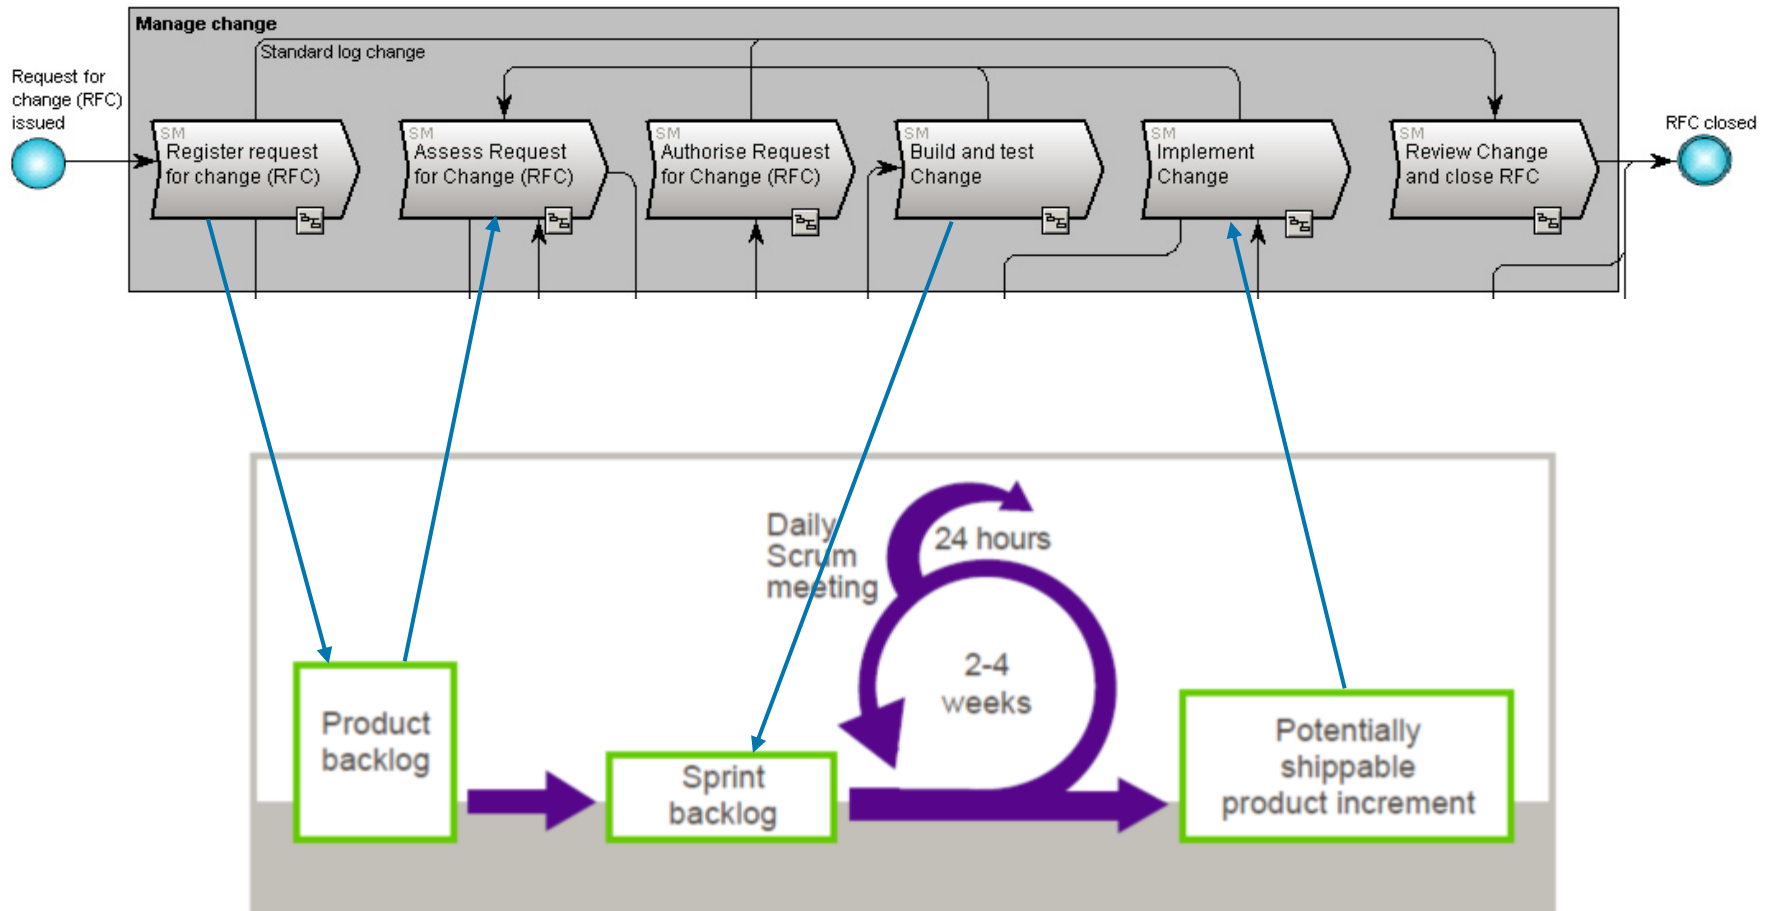 Manage change
Standard log change
Request for
change (RFC)
issued
SM
Register request
for change (RFC)
SM
Assess Request
for Change (RFC)
SM
Authorise Request
for Change (RFC)
SM
Build and test
Change
SM
Implement
Change
SM
Review Change
and close RFC
RFC closed
Daily
Scrum
meeting
24 hours
2-4
weeks
Product
backlog
Sprint
backlog
Potentially
shippable
product increment